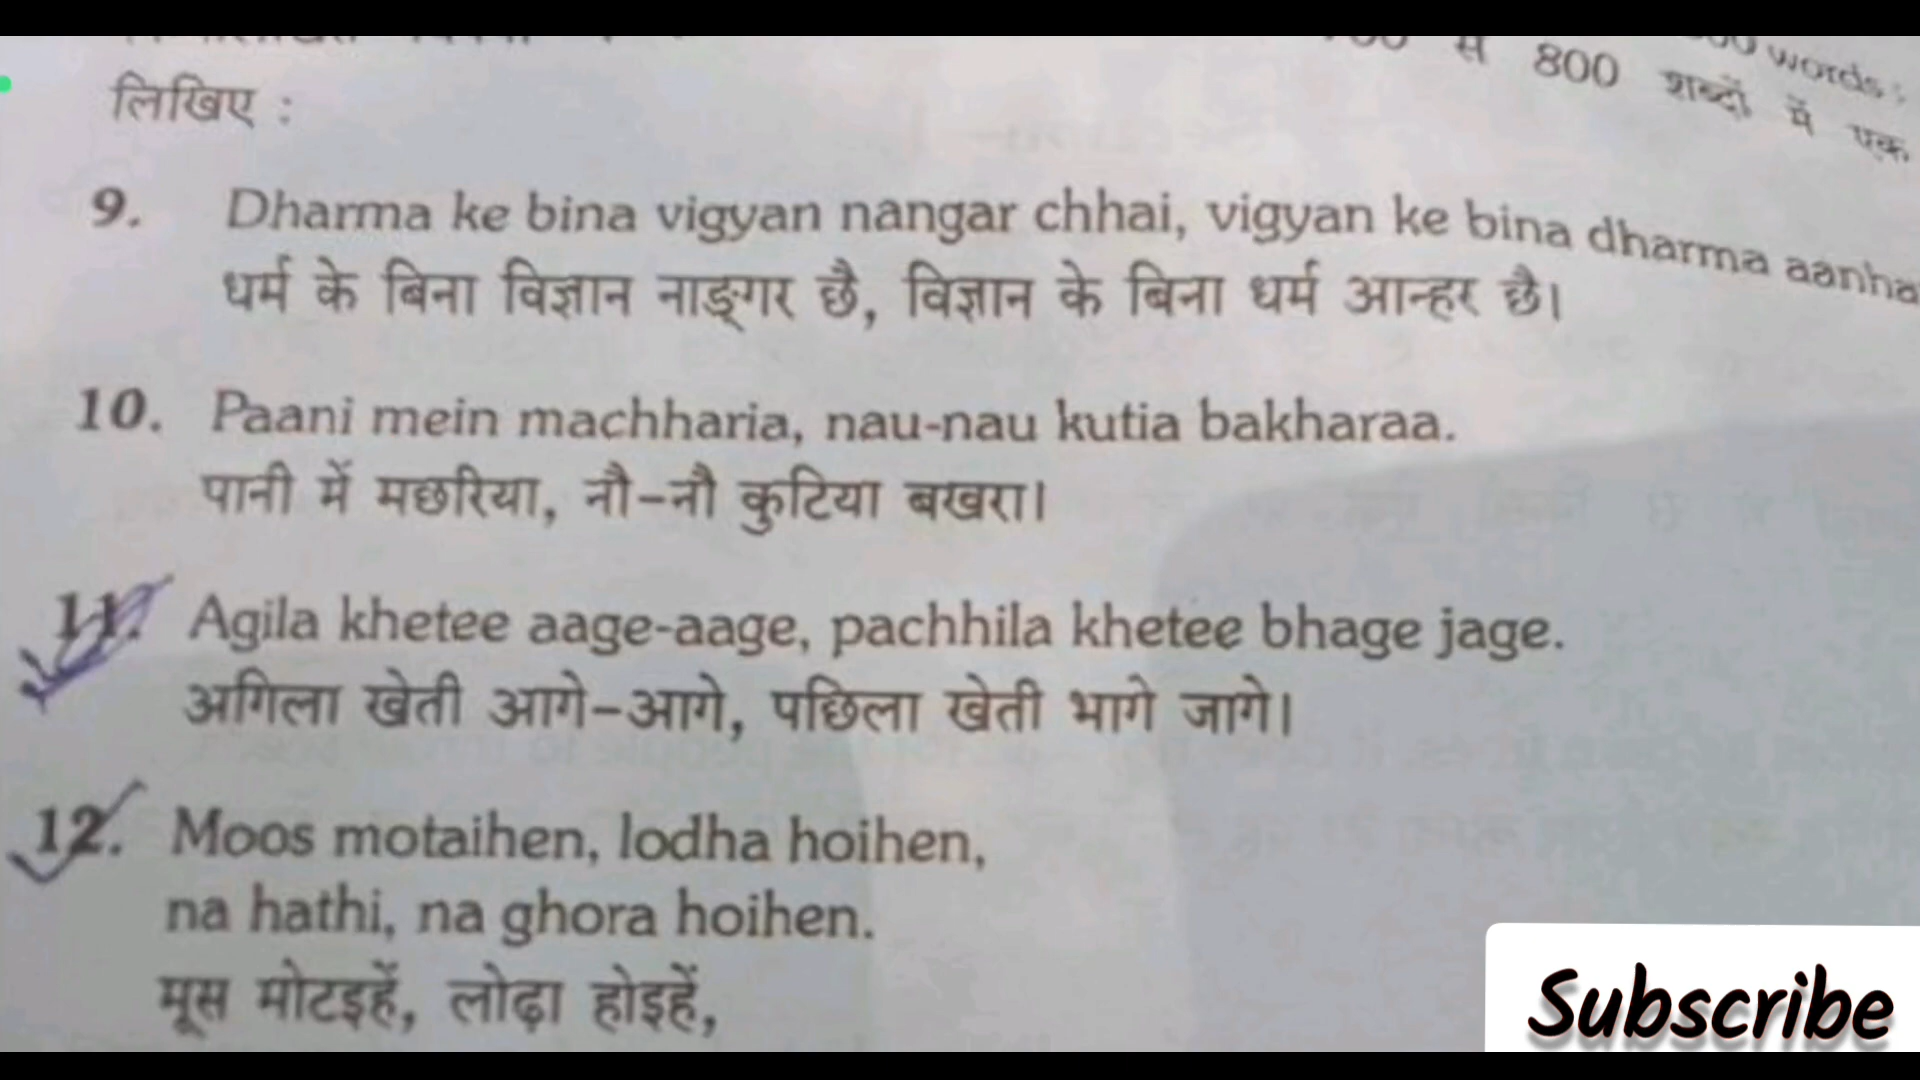 से 800 शब्दों में एक
words :
लिखिए :
9. Dharma ke bina vigyan nangar chhai, vigyan ke bina dharma
धर्म के बिना विज्ञान नाङ्गर छै, विज्ञान के बिना धर्म आन्हर छै।
10. Paani mein machharia, nau-nau kutia bakharaa.
पानी में मछरिया, नौ-नौ कुटिया बखरा।
11. Agila khetee aage-aage, pachhila khetee bhage jage.
अगिला खेती आगे-आगे, पछिला खेती भागे जागे।
12. Moos motaihen, lodha hoihen,
na hathi, na ghora hoihen.
मूस मोटइहें, लोढ़ा होइहें,
Subscribe